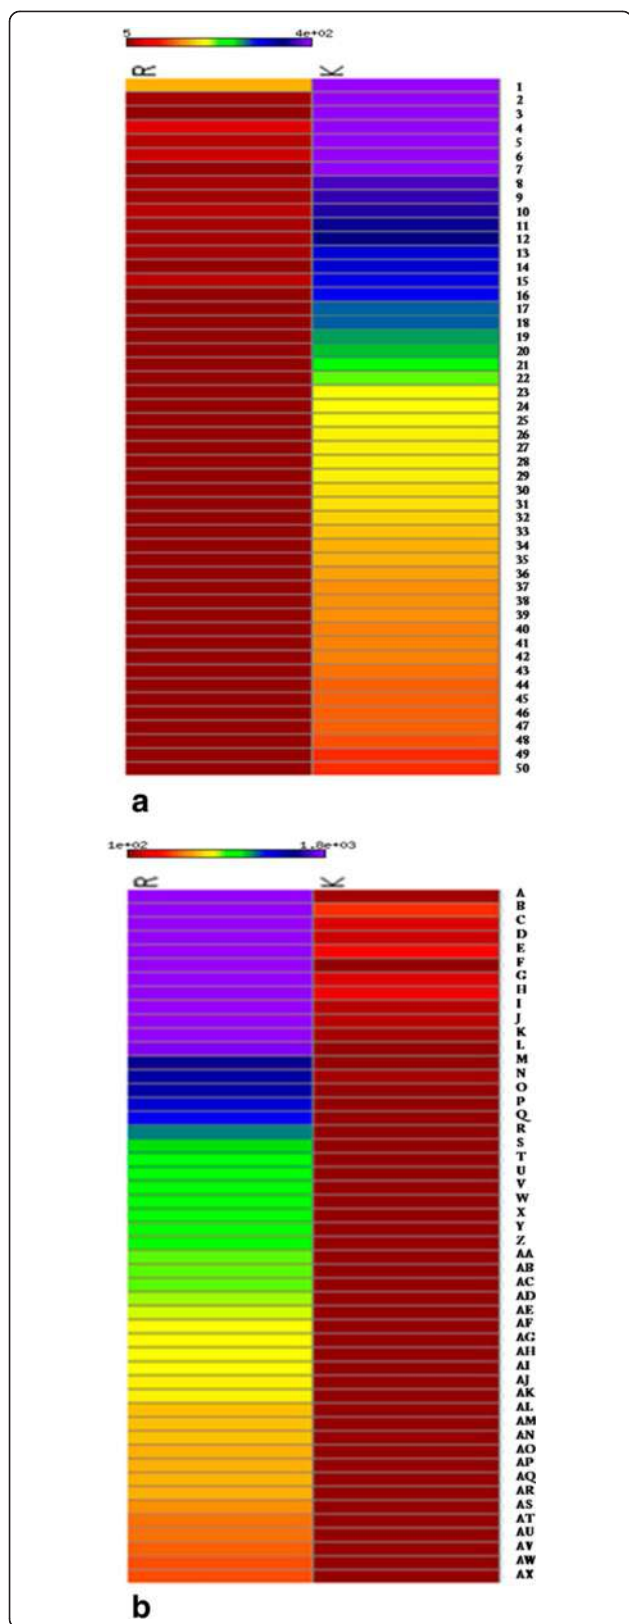 5 4e+02
R K
1
2
3
4
5
6
7
8
9
10
11
12
13
14
15
16
17
18
19
20
21
22
23
24
25
26
27
28
29
30
31
32
33
34
35
36
37
38
39
40
41
42
43
44
45
46
47
48
49
50
a
1e+02 1.8e+03
R K
A
B
C
D
E
F
G
H
I
J
K
L
M
N
O
P
Q
R
S
T
U
V
W
X
Y
Z
AA
AB
AC
AD
AE
AF
AG
AH
AI
AJ
AK
AL
AM
AN
AO
AP
AQ
AR
AS
AT
AU
AV
AW
AX
b